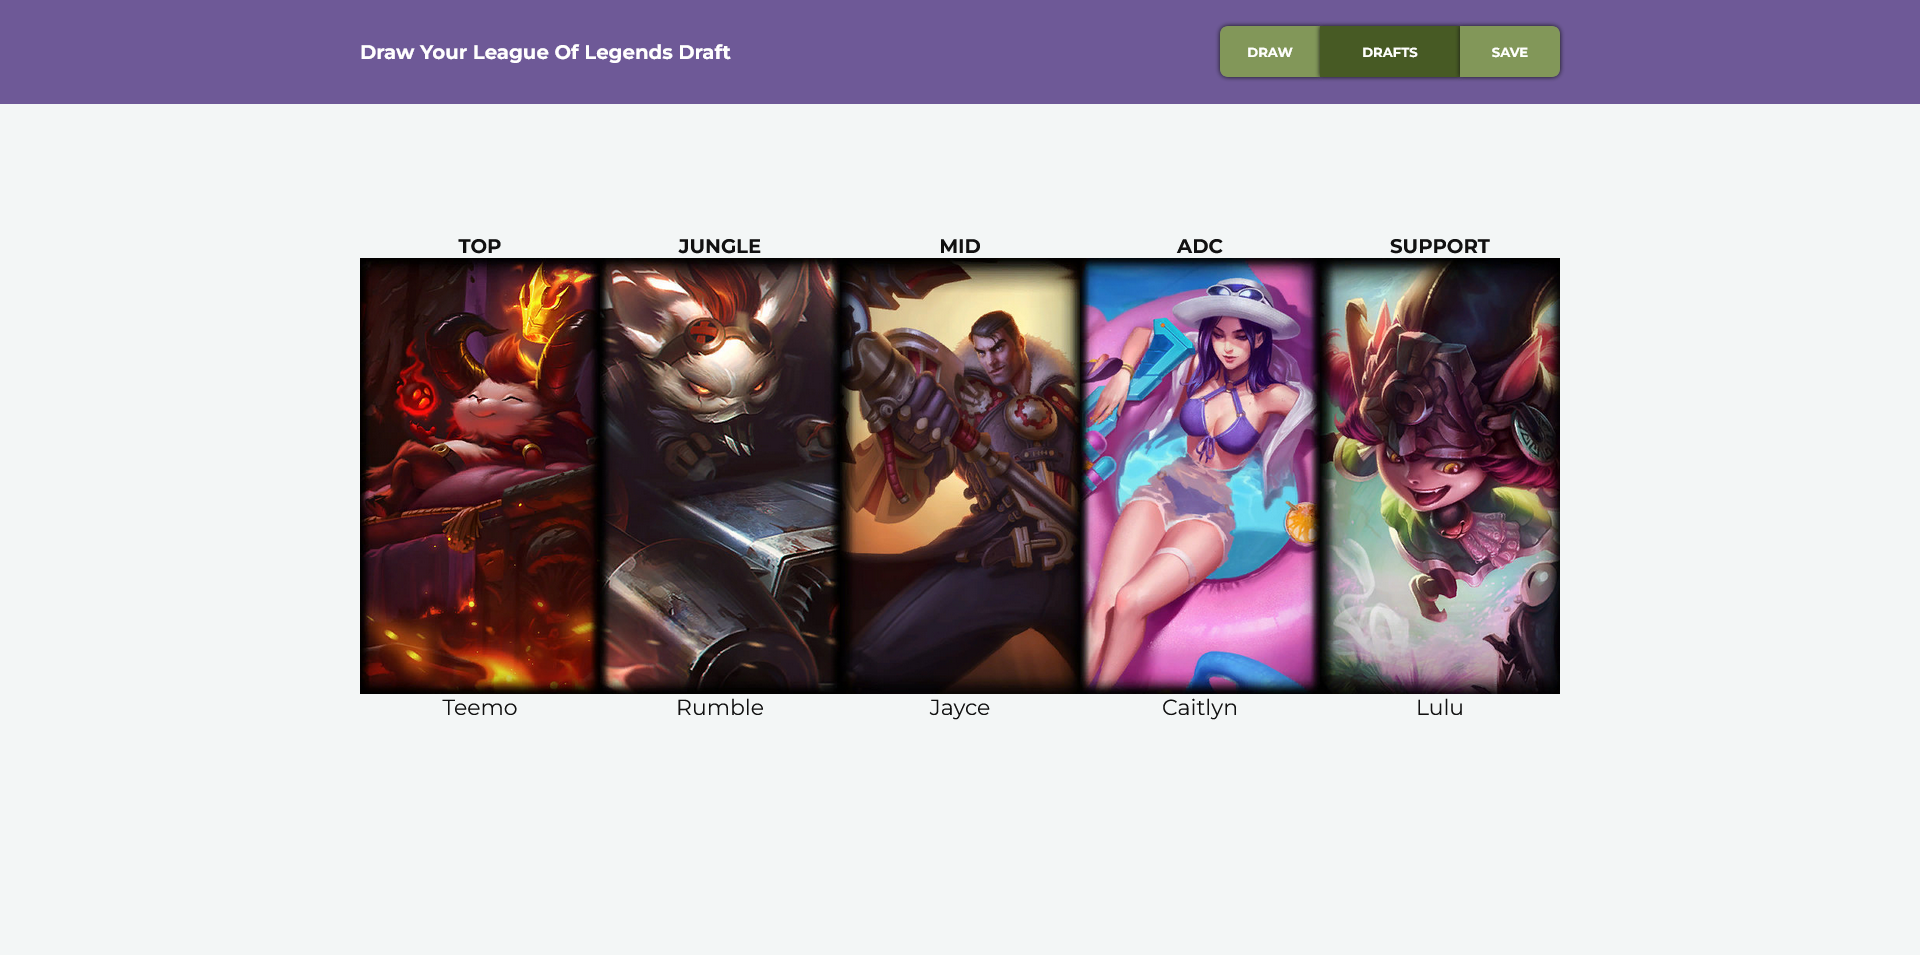 Draw Your League Of Legends Draft
DRAW DRAFTS SAVE
TOP JUNGLE MID ADC SUPPORT
Teemo Rumble Jayce Caitlyn Lulu